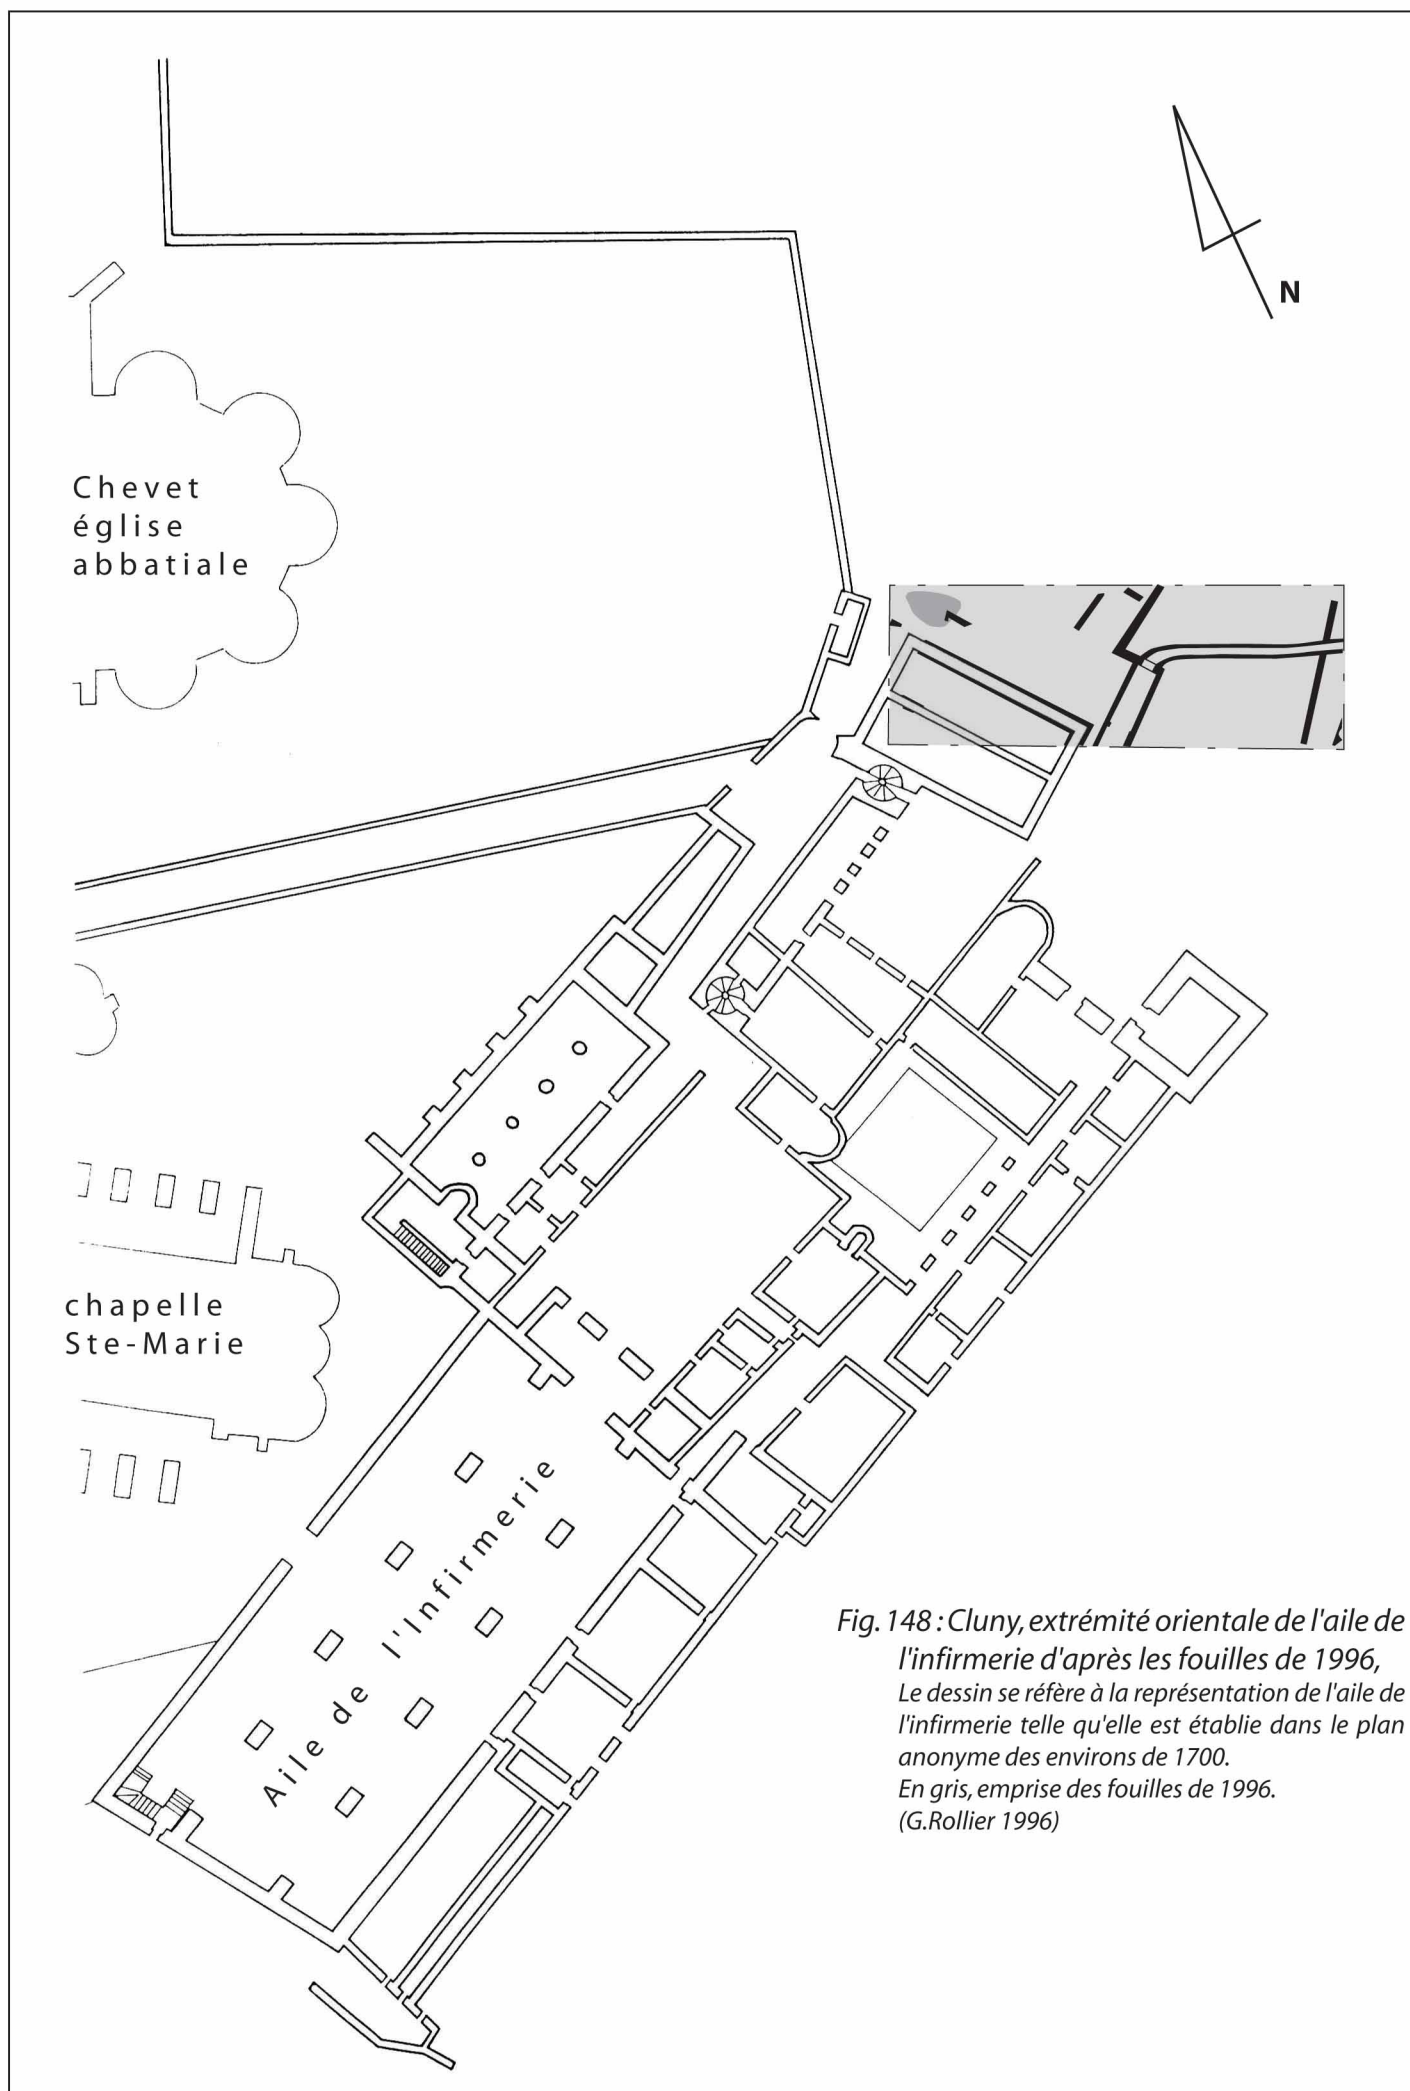 N
Chevet
église
abbatiale
chapelle
Ste-Marie
Aile de l'Infirmerie
Fig. 148 : Cluny, extrémité orientale de l'aile de
l'infirmerie d'après les fouilles de 1996,
Le dessin se réfère à la représentation de l'aile de
l'infirmerie telle qu'elle est établie dans le plan
anonyme des environs de 1700.
En gris, emprise des fouilles de 1996.
(G.Rollier 1996)